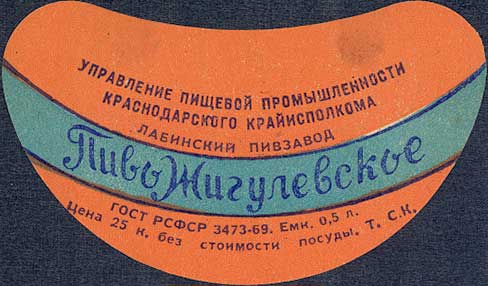 УПРАВЛЕНИЕ ПИЩЕВОЙ ПРОМЫШЛЕННОСТИ
КРАСНОДАРСКОГО КРАЙИСПОЛКОМА
ЛАБИНСКИЙ ПИВЗАВОД
Пиво Жигулевское
ГОСТ РСФСР 3473-69. Емк. 0,5 л.
Цена 25 к. без стоимости посуды. Т. С. К.